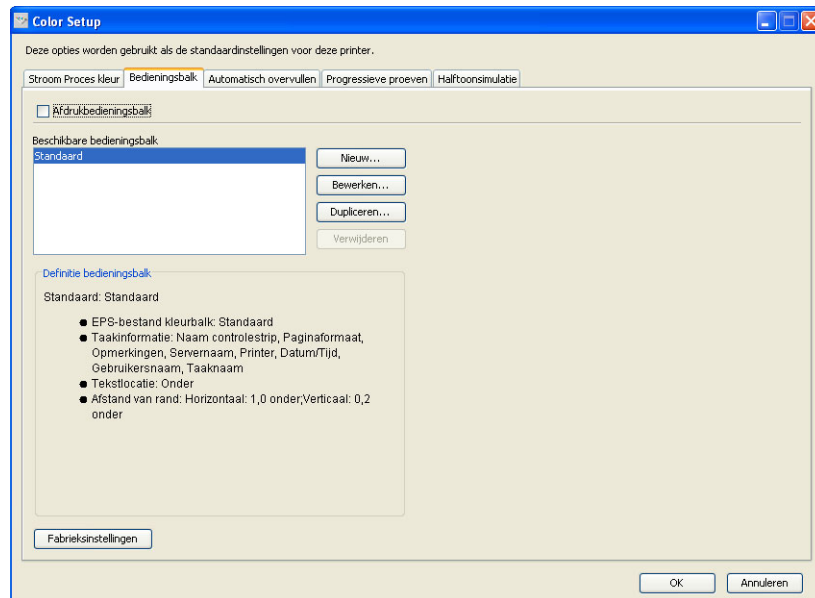 Color Setup
Deze opties worden gebruikt als de standaardinstellingen voor deze printer.
Stroom Proces kleur Bedieningsbalk Automatisch overvullen Progressieve proeven Halftoonsimulatie
Afdrukbedieningsbalk
Beschikbare bedieningsbalk
Standaard
Nieuw...
Bewerken...
Dupliceren...
Verwijderen
Definitie bedieningsbalk
Standaard: Standaard
● EPS-bestand kleurbalk: Standaard
● Taakinformatie: Naam controlestrip, Paginaformaat,
Opmerkingen, Servernaam, Printer, Datum/Tijd,
Gebruikersnaam, Taaknaam
● Tekstlocatie: Onder
● Afstand van rand: Horizontaal: 1,0 onder;Verticaal: 0,2
onder
Fabrieksinstellingen
OK Annuleren